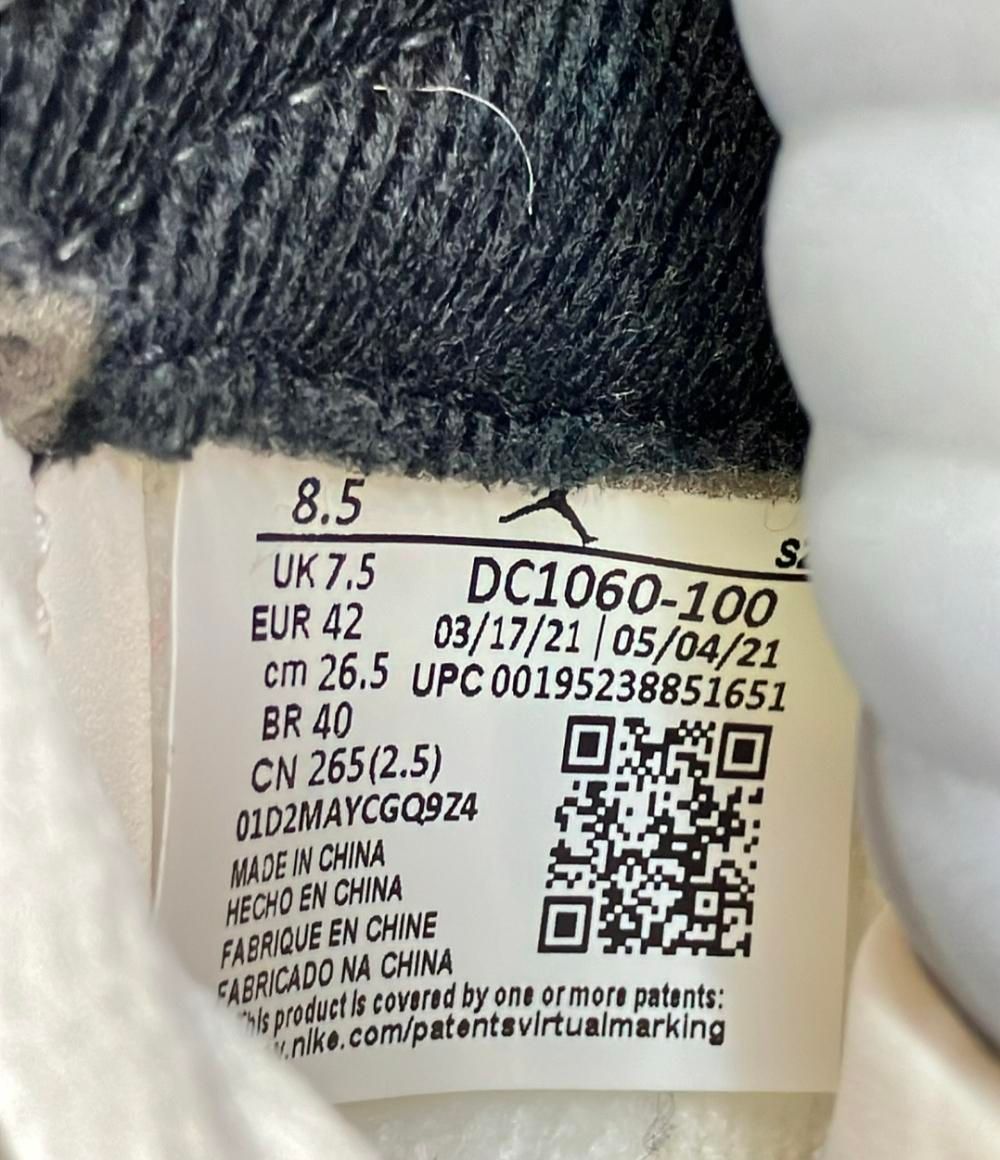 8.5
UK 7.5
EUR 42
cm 26.5
BR 40
CN 265(2.5)
01D2MAYCGQ9Z4
DC1060-100
03/17/21 | 05/04/21
UPC 00195238851651
MADE IN CHINA
HECHO EN CHINA
FABRIQUE EN CHINE
FABRICADO NA CHINA
product is covered by one or more patents:
.nike.com/patentsvirtualmarking